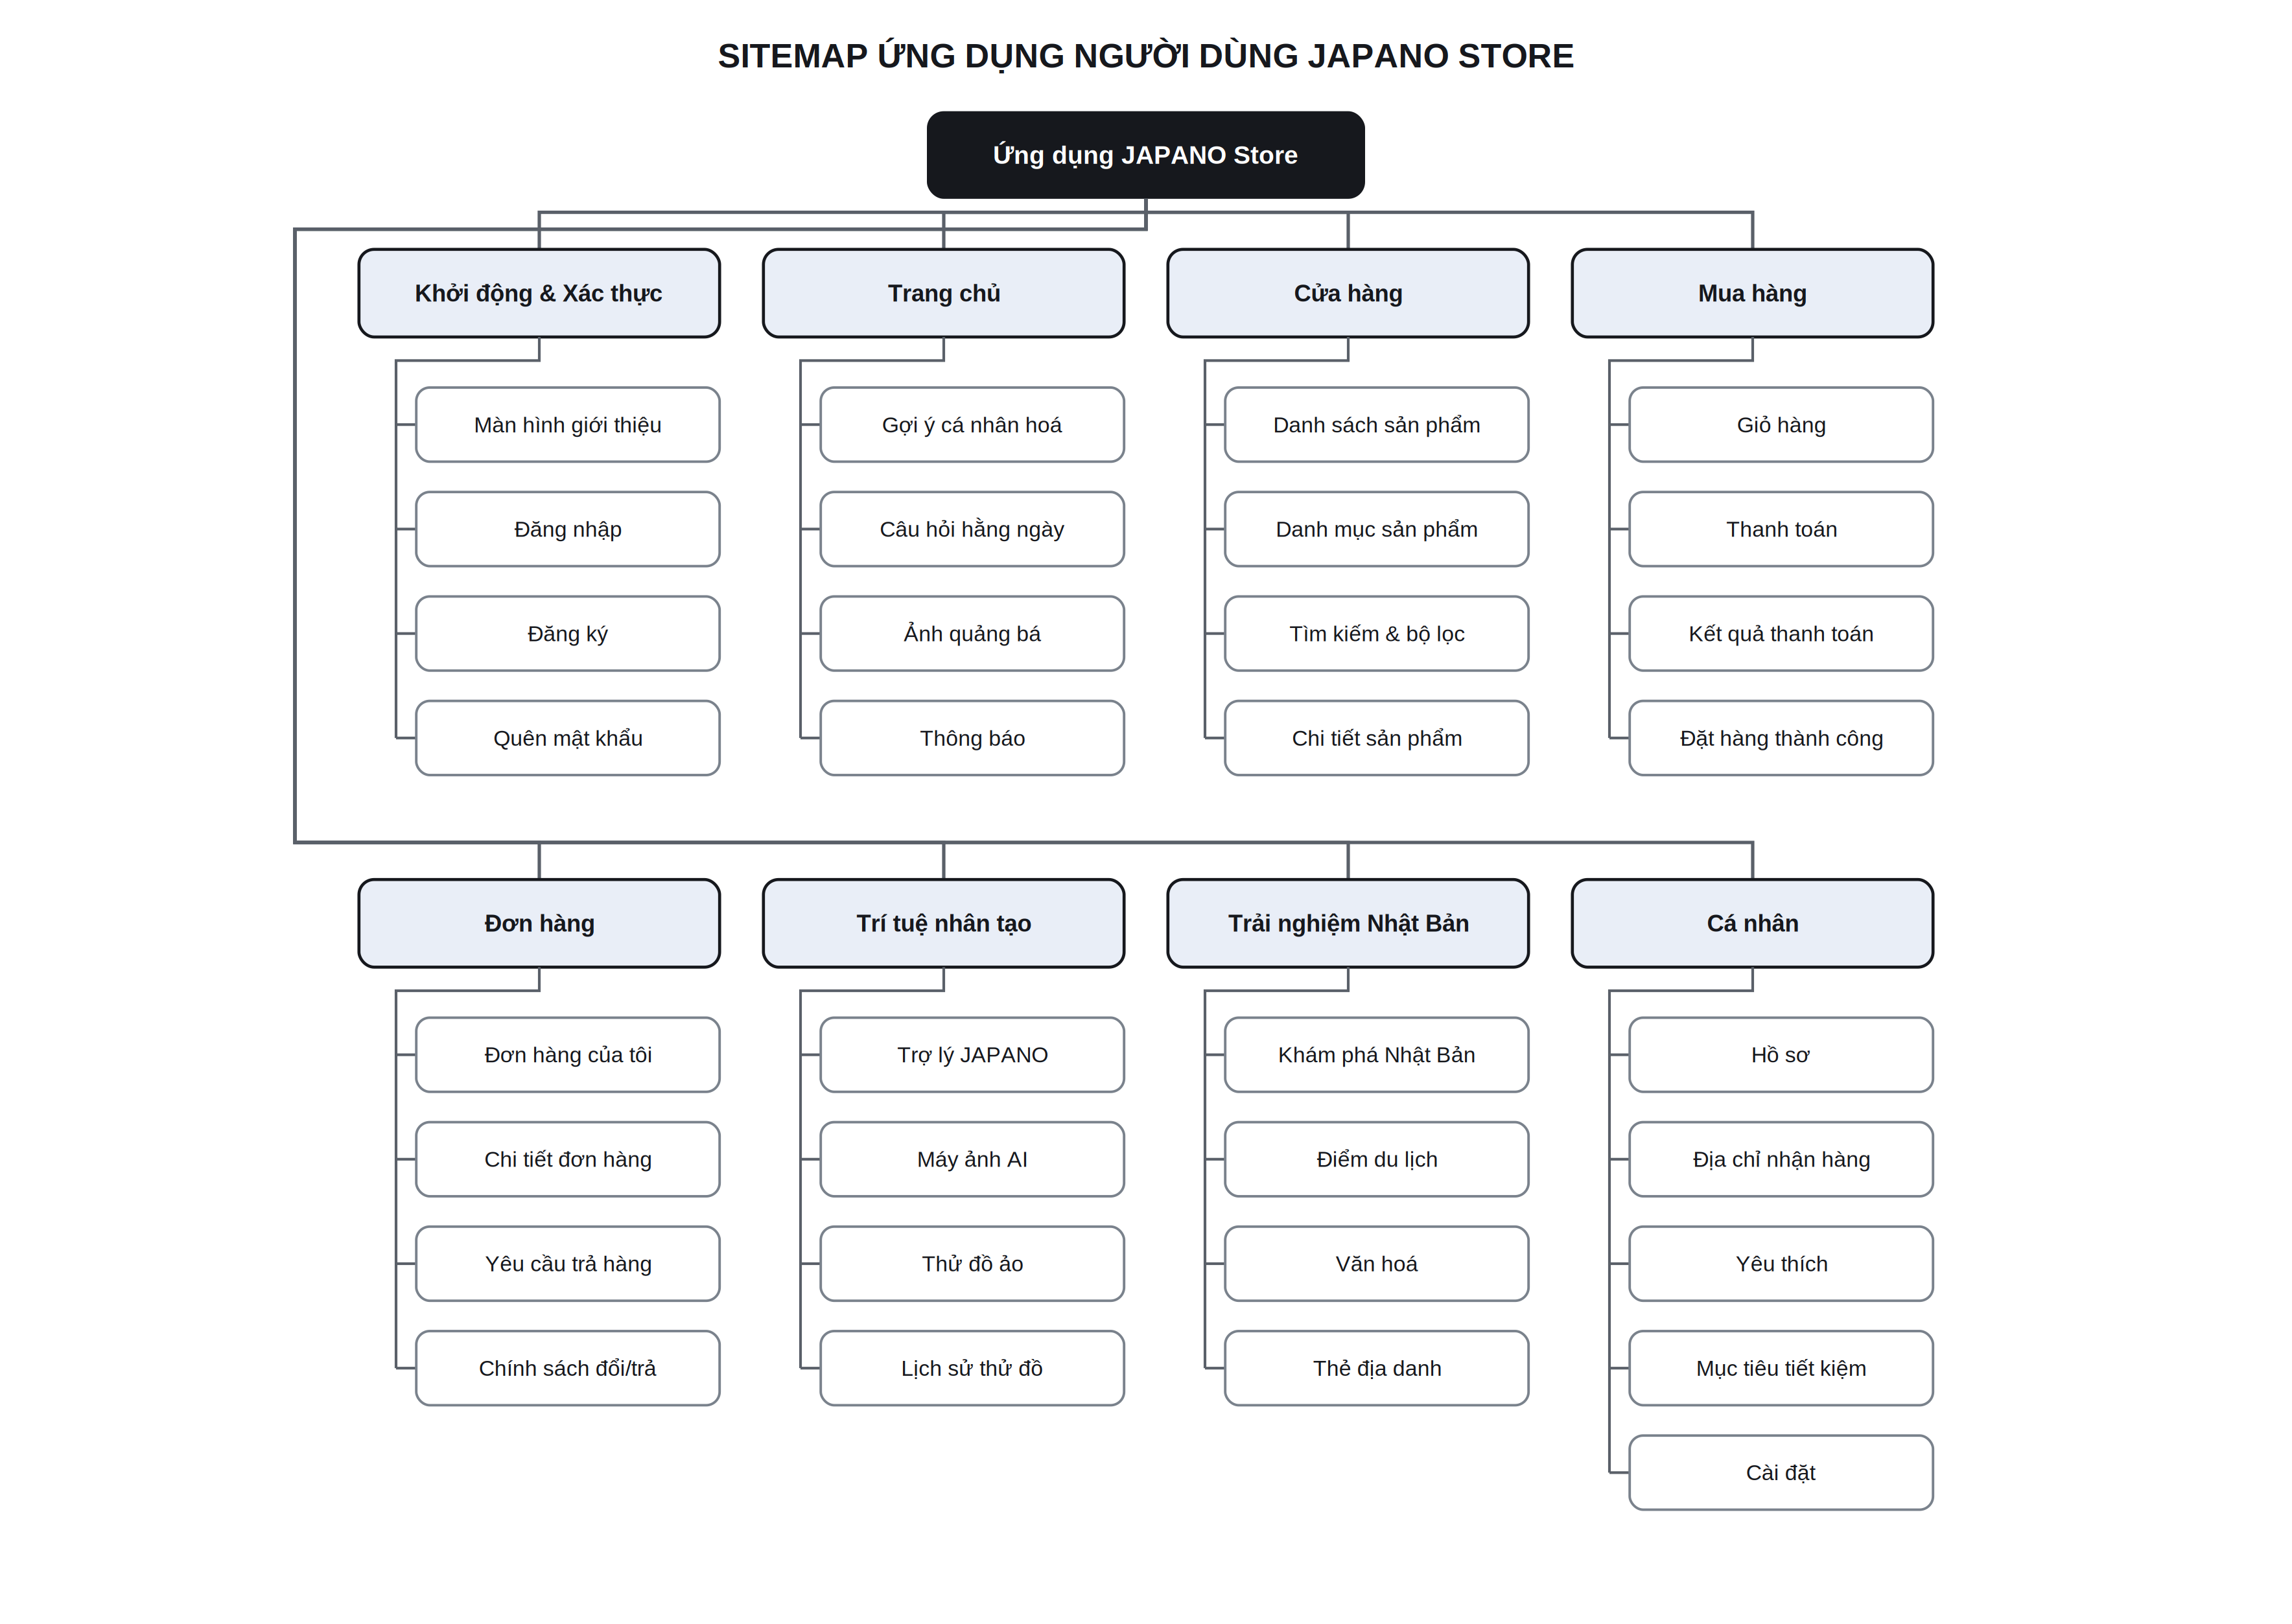 SITEMAP ỨNG DỤNG NGƯỜI DÙNG JAPANO STORE
Ứng dụng JAPANO Store
Khởi động & Xác thực
Màn hình giới thiệu
Đăng nhập
Đăng ký
Quên mật khẩu
Trang chủ
Gợi ý cá nhân hoá
Câu hỏi hằng ngày
Ảnh quảng bá
Thông báo
Cửa hàng
Danh sách sản phẩm
Danh mục sản phẩm
Tìm kiếm & bộ lọc
Chi tiết sản phẩm
Mua hàng
Giỏ hàng
Thanh toán
Kết quả thanh toán
Đặt hàng thành công
Đơn hàng
Đơn hàng của tôi
Chi tiết đơn hàng
Yêu cầu trả hàng
Chính sách đổi/trả
Trí tuệ nhân tạo
Trợ lý JAPANO
Máy ảnh AI
Thử đồ ảo
Lịch sử thử đồ
Trải nghiệm Nhật Bản
Khám phá Nhật Bản
Điểm du lịch
Văn hoá
Thẻ địa danh
Cá nhân
Hồ sơ
Địa chỉ nhận hàng
Yêu thích
Mục tiêu tiết kiệm
Cài đặt